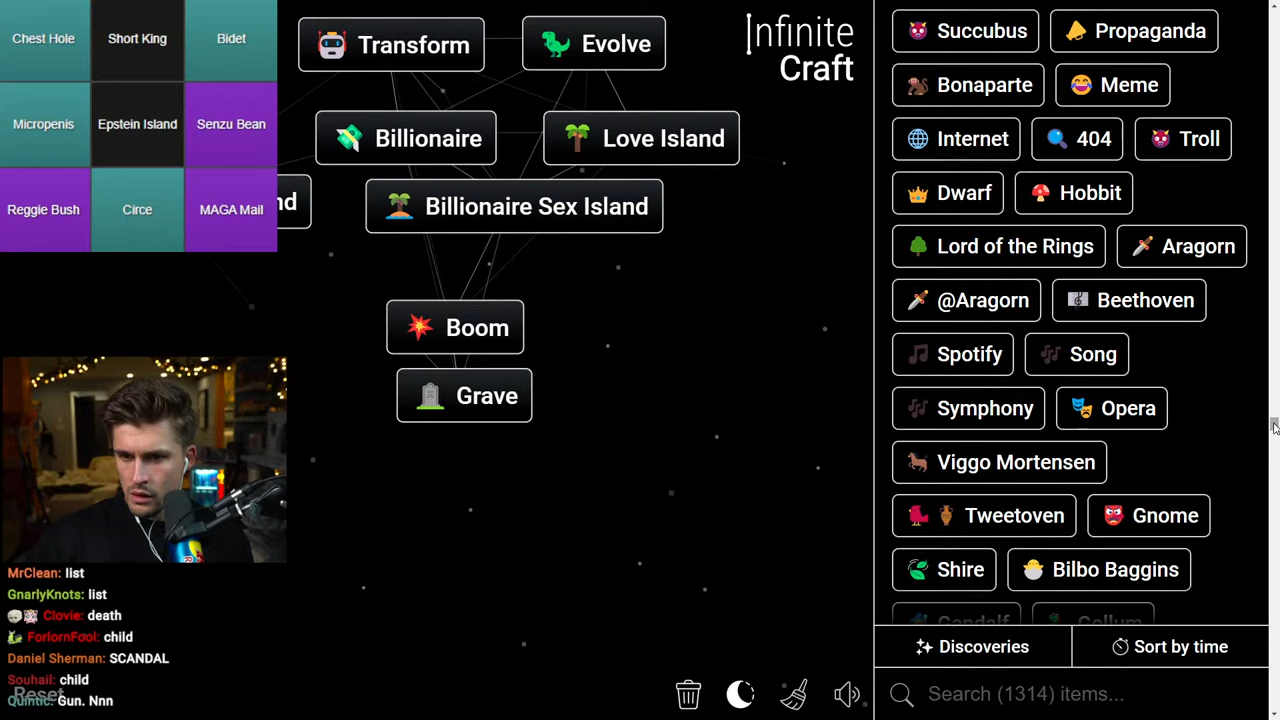 Chest Hole
Short King
Bidet
Micropenis
Epstein Island
Senzu Bean
Reggie Bush
Circe
MAGA Mail
Transform
Evolve
Infinite
Craft
Billionaire
Love Island
nd
Billionaire Sex Island
Boom
Grave
Succubus
Propaganda
Bonaparte
Meme
Internet
404
Troll
Dwarf
Hobbit
Lord of the Rings
Aragorn
@Aragorn
Beethoven
Spotify
Song
Symphony
Opera
Viggo Mortensen
Tweetoven
Gnome
Shire
Bilbo Baggins
Gandalf
Gollum
Discoveries
Sort by time
Search (1314) items...
MrClean: list
GnarlyKnots: list
Clovie: death
ForlornFool: child
Daniel Sherman: SCANDAL
Souhail: child
Reset
Quintic: Gun. Nnn